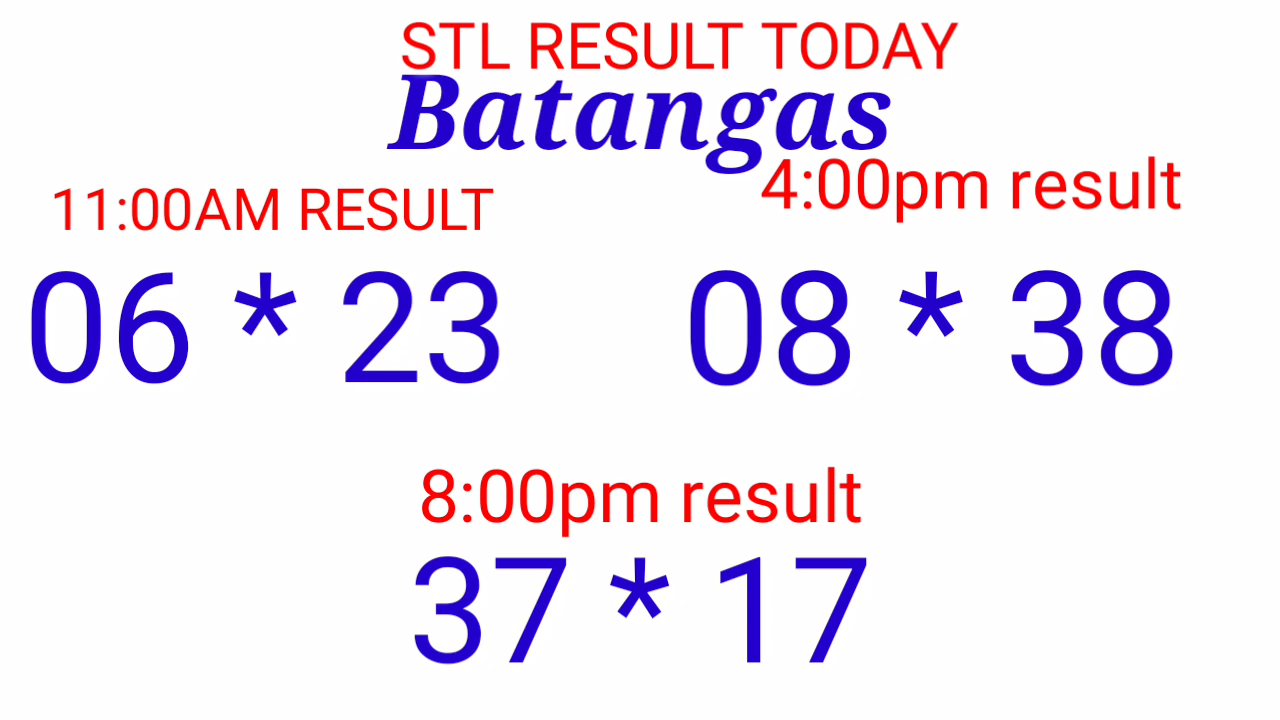 STL RESULT TODAY
Batangas
11:00AM RESULT
06 * 23
4:00pm result
08 * 38
8:00pm result
37 * 17